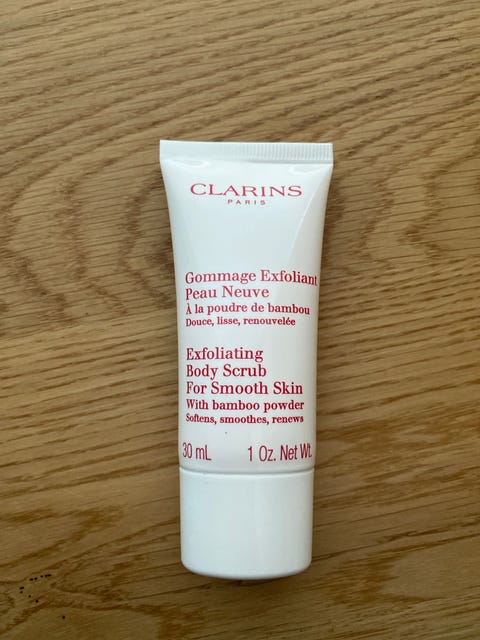 CLARINS
PARIS
Gommage Exfoliant
Peau Neuve
À la poudre de bambou
Douce, lisse, renouvelée
Exfoliating
Body Scrub
For Smooth Skin
With bamboo powder
Softens, smoothes, renews
30 mL 1 Oz. Net Wt.